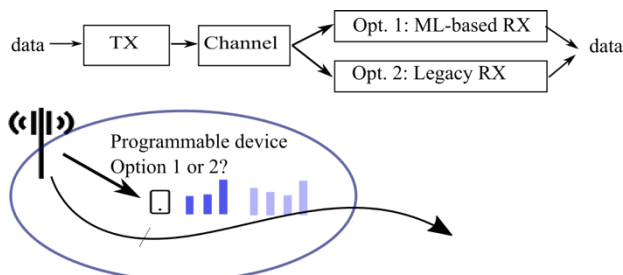 data
TX
Channel
Opt. 1: ML-based RX
Opt. 2: Legacy RX
data
Programmable device
Option 1 or 2?